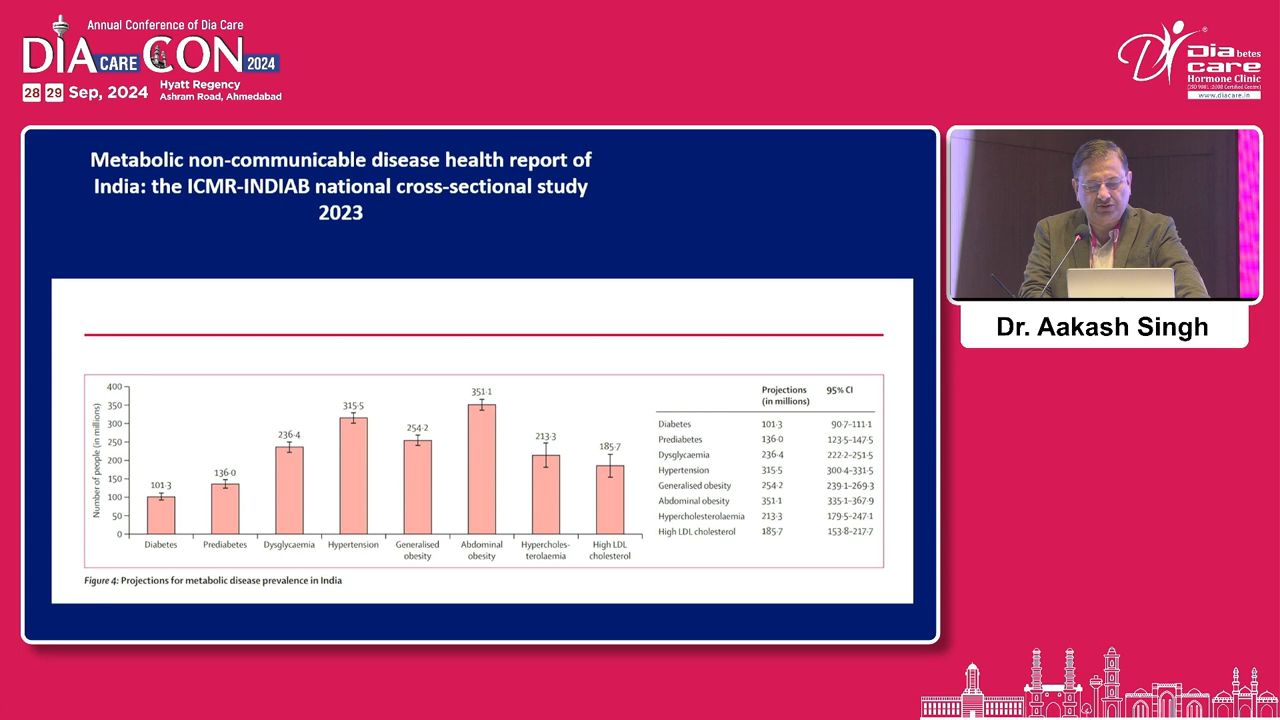 Annual Conference of Dia Care
DIA CARE CON 2024
28 29 Sep, 2024
Hyatt Regency
Ashram Road, Ahmedabad
Diabetes
care
Hormone Clinic
(ISO 9001:2008 Certified Centre)
www.diacare.in
Metabolic non-communicable disease health report of
India: the ICMR-INDIAB national cross-sectional study
2023
Number of people (in millions)
400
350
300
250
200
150
100
50
0
101·3
136·0
236·4
315·5
254·2
351·1
213·3
185·7
Diabetes
Prediabetes
Dysglycaemia
Hypertension
Generalised
obesity
Abdominal
obesity
Hypercholes-
terolaemia
High LDL
cholesterol
Projections
(in millions)
95% CI
Diabetes 101·3 90·7–111·1
Prediabetes 136·0 123·5–147·5
Dysglycaemia 236·4 222·2–251·5
Hypertension 315·5 300·4–331·5
Generalised obesity 254·2 239·1–269·3
Abdominal obesity 351·1 335·1–367·9
Hypercholesterolaemia 213·3 179·5–247·1
High LDL cholesterol 185·7 153·8–217·7
Figure 4: Projections for metabolic disease prevalence in India
Dr. Aakash Singh